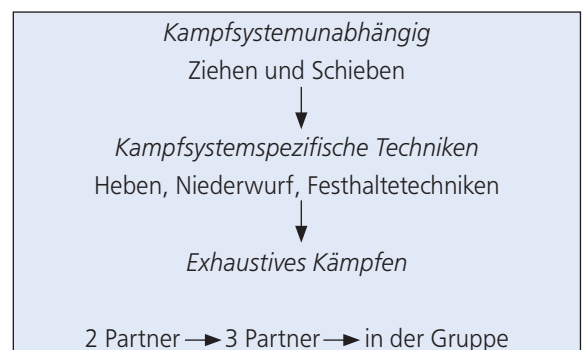 Kampfsystemunabhängig
Ziehen und Schieben
Kampfsystemspezifische Techniken
Heben, Niederwurf, Festhaltetechniken
Exhaustives Kämpfen
2 Partner → 3 Partner → in der Gruppe